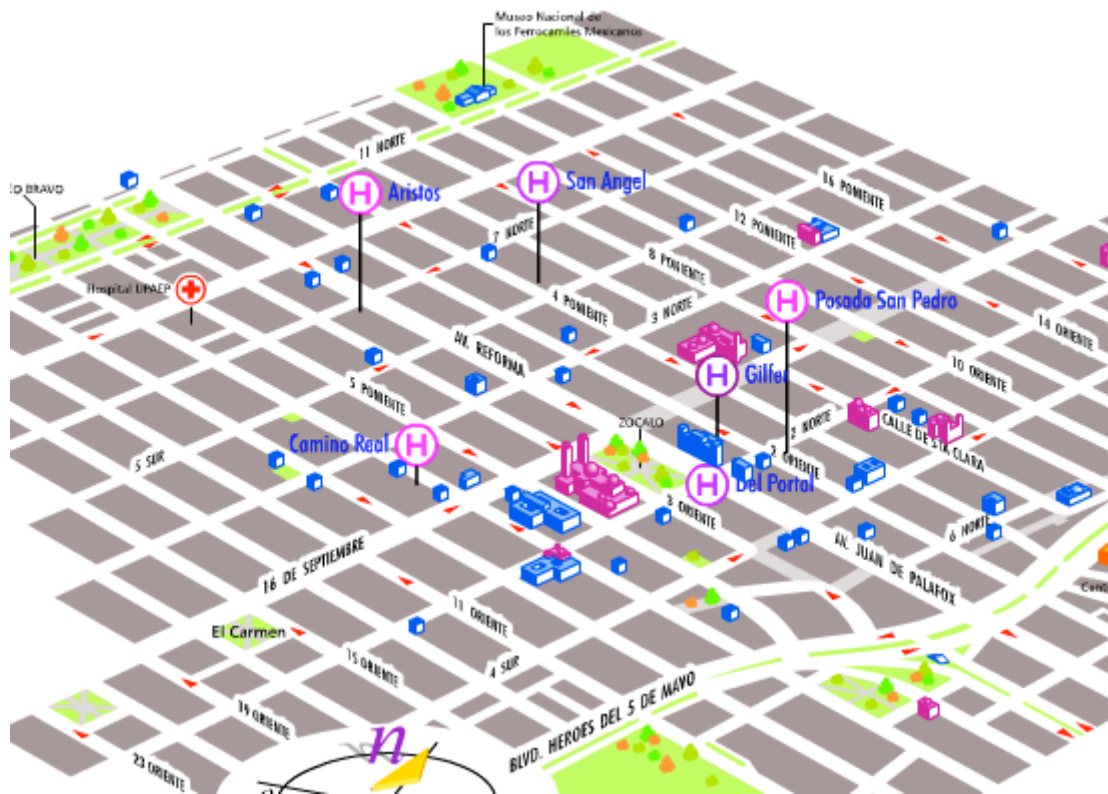 Museo Nacional de
los Ferrocarriles Mexicanos
11 NORTE
16 PONIENTE
H
San Angel
H
Aristos
O BRAVO
12 PONIENTE
7 NORTE
8 PONIENTE
Hospital UPAEP
4 PONIENTE
3 NORTE
H
Posada San Pedro
14 ORIENTE
AV. REFORMA
10 ORIENTE
H
Gilfer
5 PONIENTE
2 NORTE
CALLE DE STA CLARA
ZOCALO
H
Camino Real
5 SUR
2 ORIENTE
H
Del Portal
3 ORIENTE
6 NORTE
AV. JUAN DE PALAFOX
16 DE SEPTIEMBRE
11 ORIENTE
El Carmen
15 ORIENTE
4 SUR
19 ORIENTE
BLVD. HEROES DEL 5 DE MAYO
23 ORIENTE
n